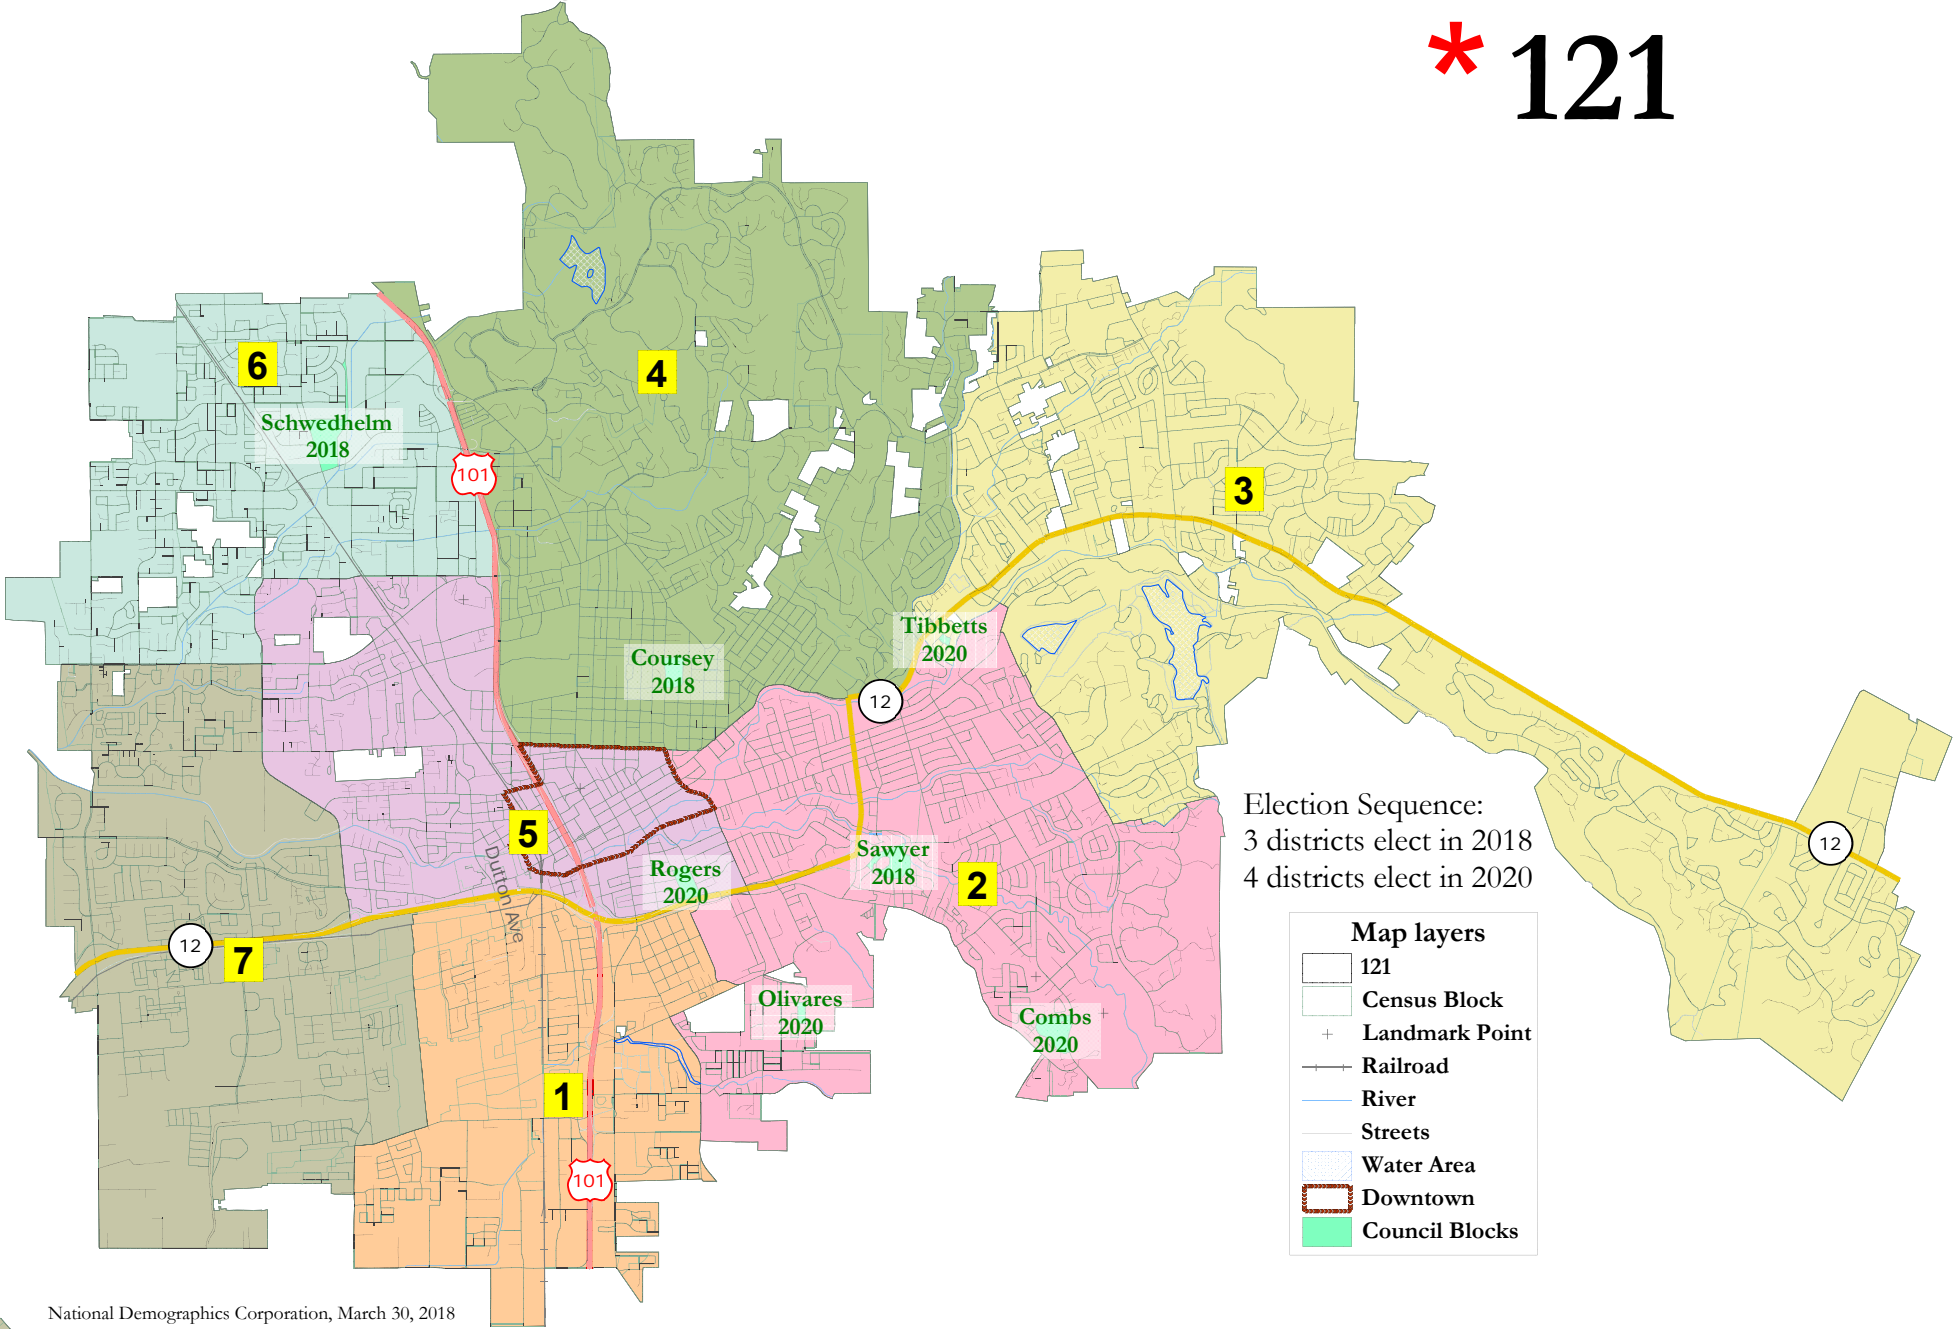 * 121
6
4
Schwedhelm
2018
101
3
Tibbetts
2020
Coursey
2018
12
5
Dutton Ave
Rogers
2020
Sawyer
2018
2
Election Sequence:
3 districts elect in 2018
4 districts elect in 2020
12
12
7
Olivares
2020
Combs
2020
1
101
Map layers
121
Census Block
Landmark Point
Railroad
River
Streets
Water Area
Downtown
Council Blocks
National Demographics Corporation, March 30, 2018